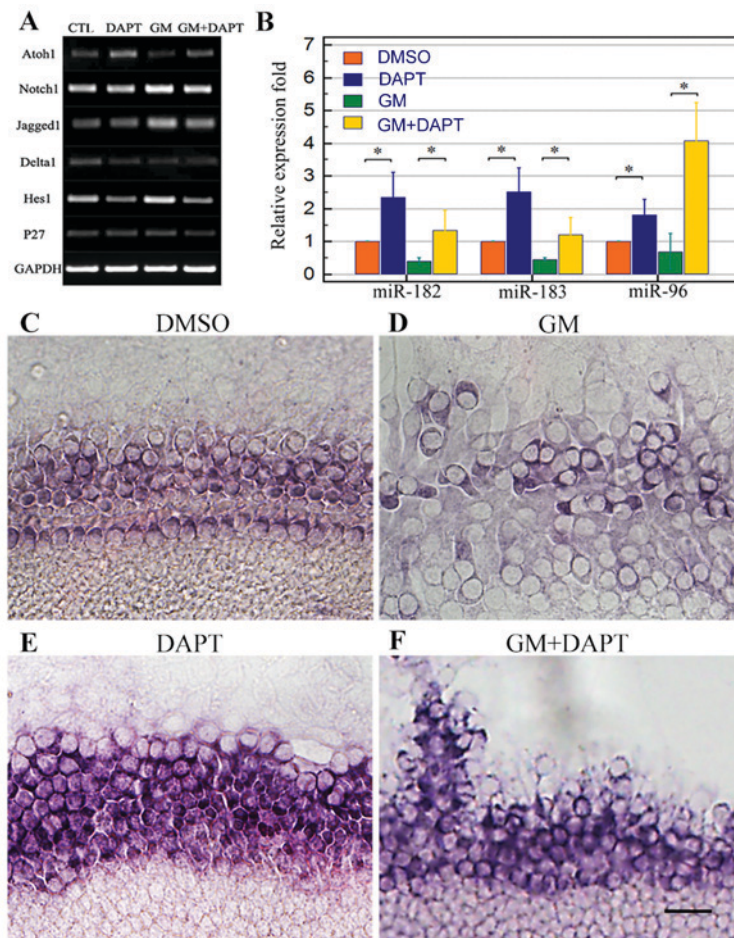 A
CTL DAPT GM GM+DAPT
Atoh1
Notch1
Jagged1
Delta1
Hes1
P27
GAPDH
B
Relative expression fold
7
6
5
4
3
2
1
0
DMSO
DAPT
GM
GM+DAPT
* * * * * *
miR-182 miR-183 miR-96
C DMSO
D GM
E DAPT
F GM+DAPT